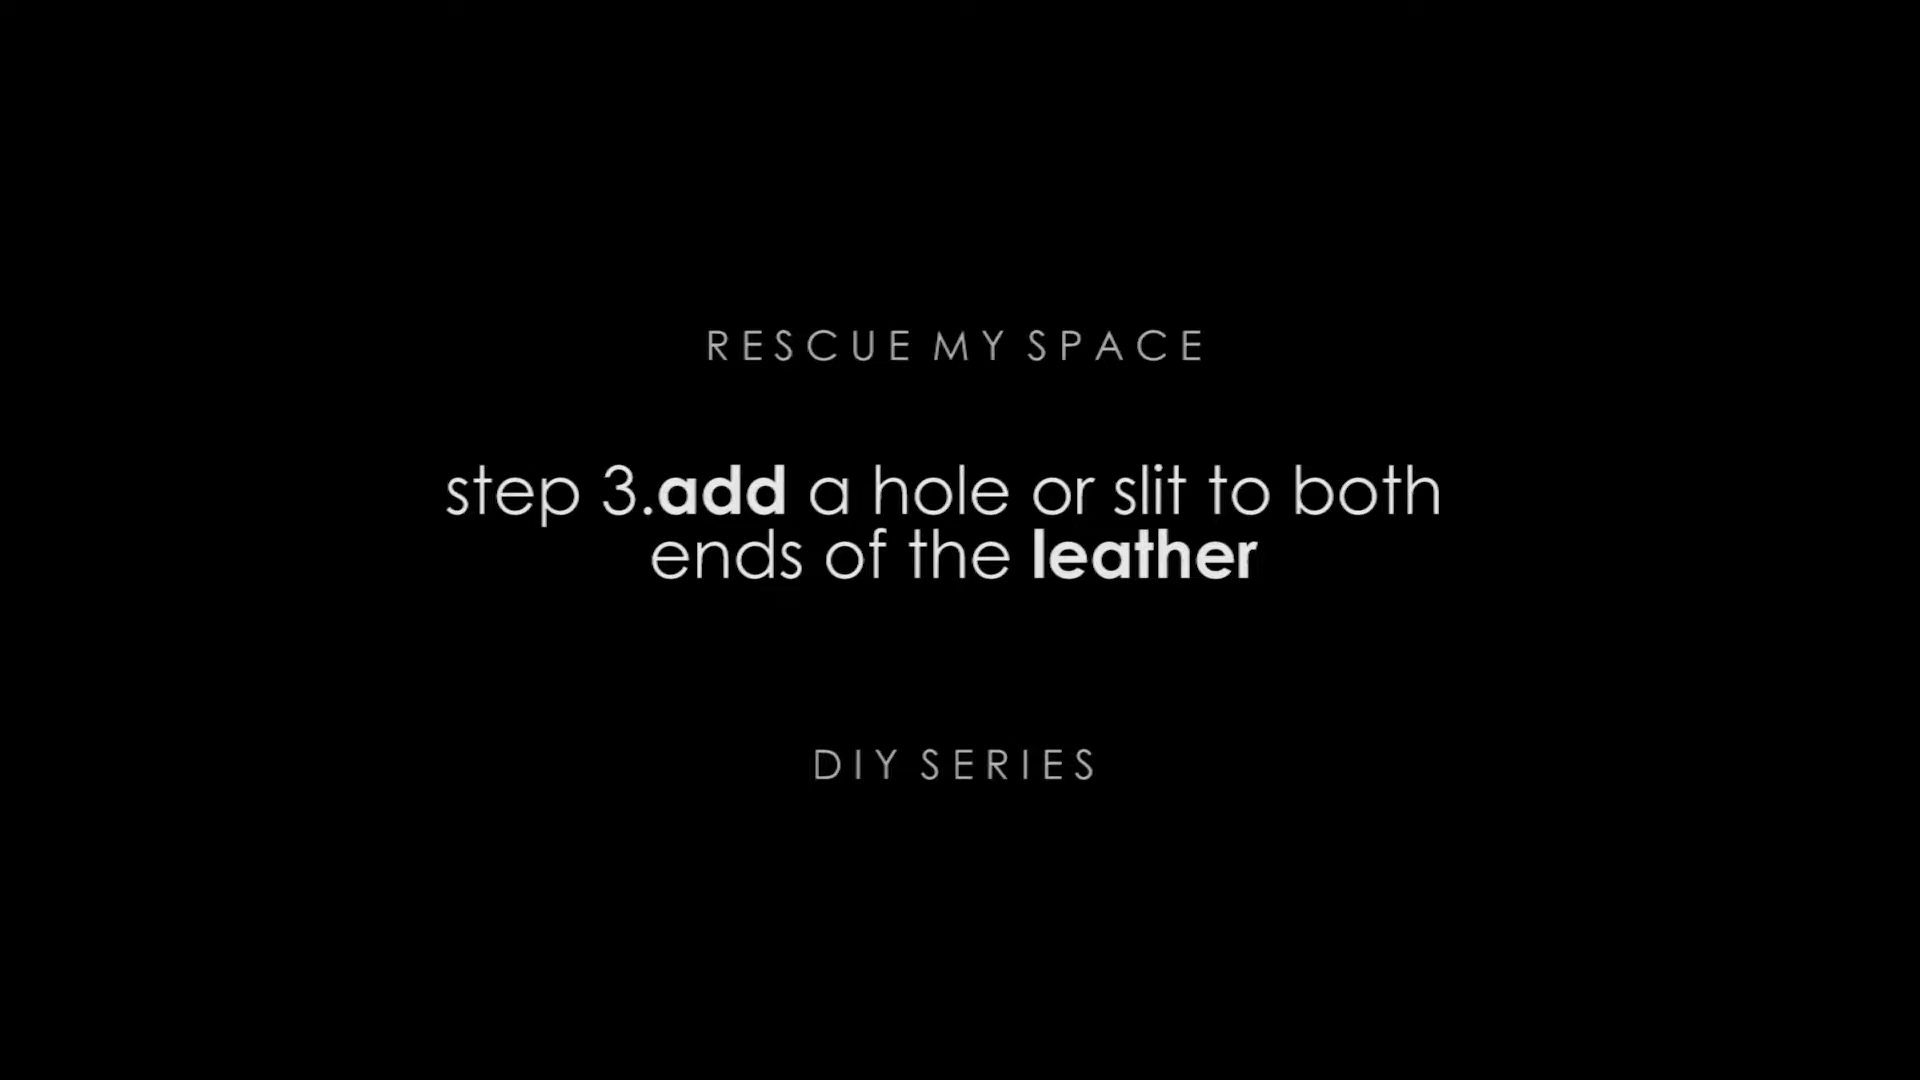 RESCUE MY SPACE
step 3.add a hole or slit to both
ends of the leather
DIY SERIES